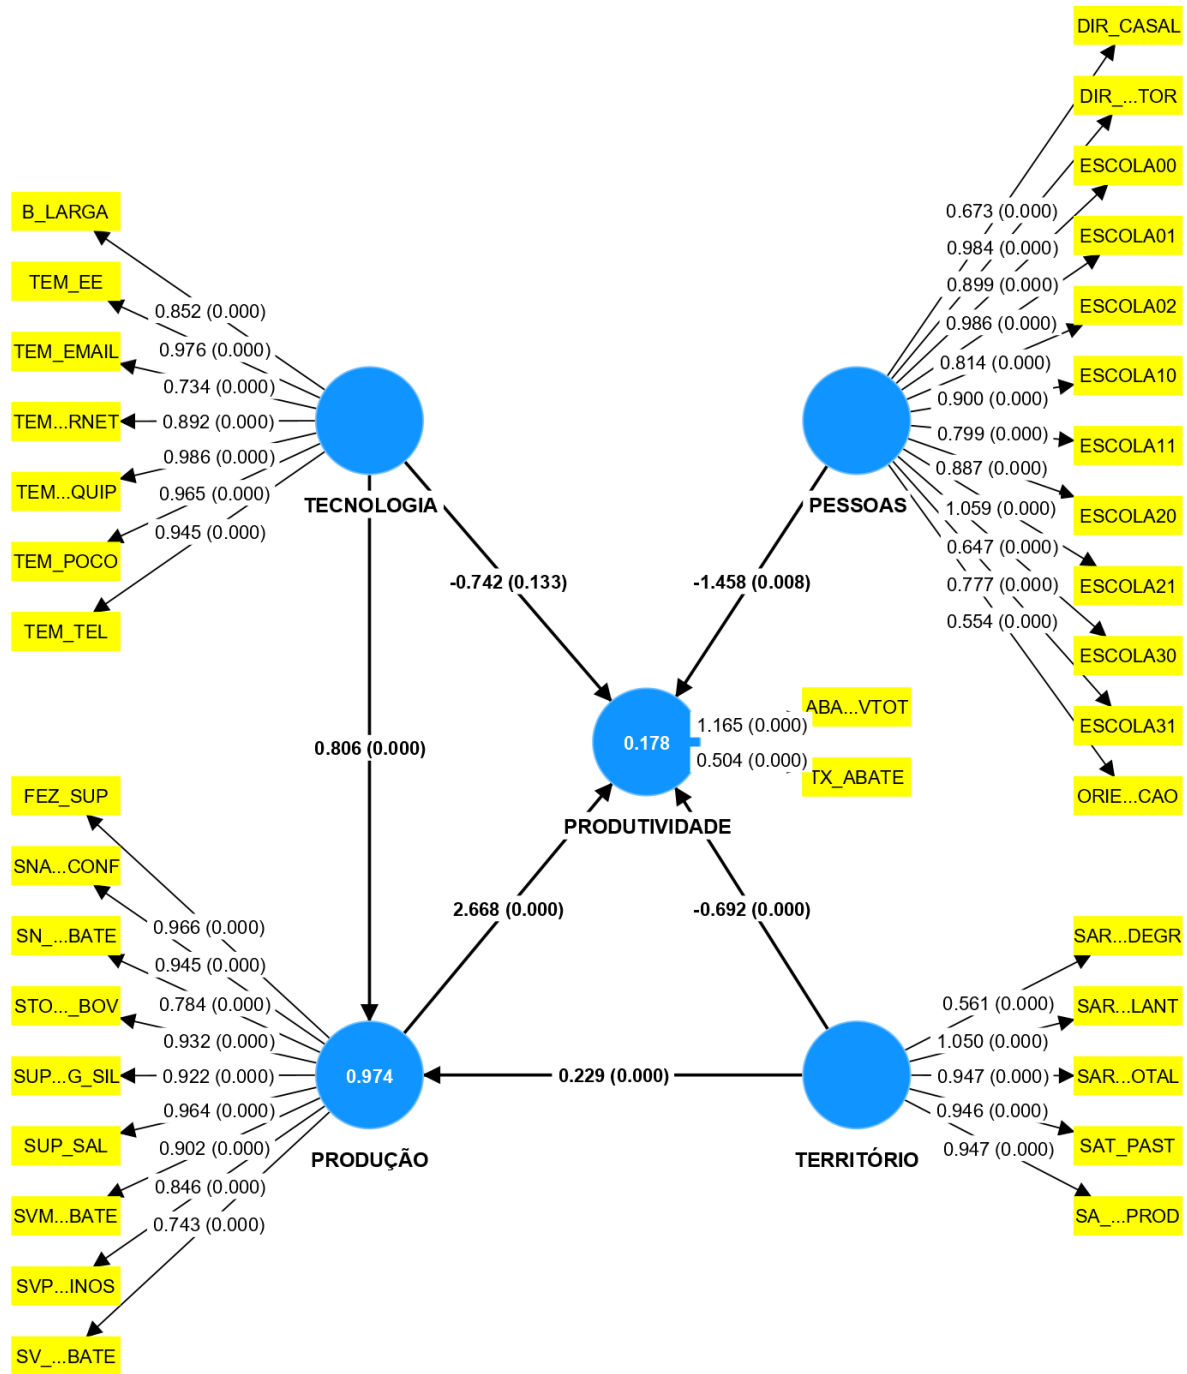 DIR_CASAL
DIR_...TOR
ESCOLA00
ESCOLA01
ESCOLA02
ESCOLA10
ESCOLA11
ESCOLA20
ESCOLA21
ESCOLA30
ESCOLA31
ORIE...CAO
0.673 (0.000)
0.984 (0.000)
0.899 (0.000)
0.986 (0.000)
0.814 (0.000)
0.900 (0.000)
0.799 (0.000)
0.887 (0.000)
1.059 (0.000)
0.647 (0.000)
0.777 (0.000)
0.554 (0.000)
PESSOAS
B_LARGA
TEM_EE
TEM_EMAIL
TEM...RNET
TEM...QUIP
TEM_POCO
TEM_TEL
0.852 (0.000)
0.976 (0.000)
0.734 (0.000)
0.892 (0.000)
0.986 (0.000)
0.965 (0.000)
0.945 (0.000)
TECNOLOGIA
-0.742 (0.133)
-1.458 (0.008)
0.806 (0.000)
0.178
PRODUTIVIDADE
1.165 (0.000)
0.504 (0.000)
ABA...VTOT
TX_ABATE
2.668 (0.000)
-0.692 (0.000)
FEZ_SUP
SNA...CONF
SN_...BATE
STO..._BOV
SUP...G_SIL
SUP_SAL
SVM...BATE
SVP...INOS
SV_...BATE
0.966 (0.000)
0.945 (0.000)
0.784 (0.000)
0.932 (0.000)
0.922 (0.000)
0.964 (0.000)
0.902 (0.000)
0.846 (0.000)
0.743 (0.000)
0.974
PRODUÇÃO
0.229 (0.000)
TERRITÓRIO
0.561 (0.000)
1.050 (0.000)
0.947 (0.000)
0.946 (0.000)
0.947 (0.000)
SAR...DEGR
SAR...LANT
SAR...OTAL
SAT_PAST
SA_...PROD